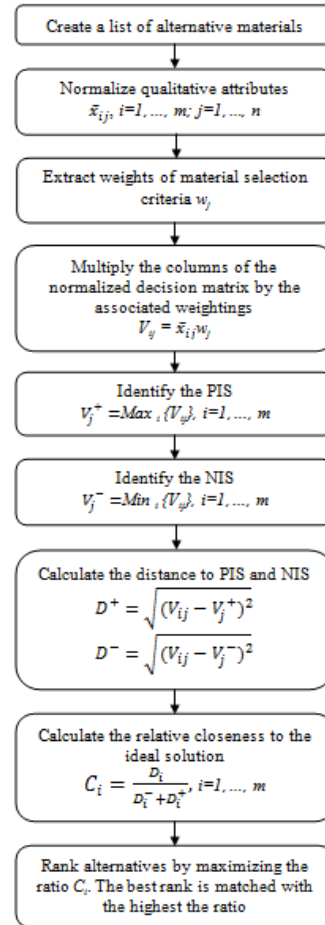 Create a list of alternative materials
Normalize qualitative attributes
x̄ᵢⱼ, i=1, ..., m; j=1, ..., n
Extract weights of material selection
criteria wⱼ
Multiply the columns of the
normalized decision matrix by the
associated weightings
Vᵢⱼ = x̄ᵢⱼwⱼ
Identify the PIS
Vⱼ⁺ =Max ᵢ {Vᵢⱼ}, i=1, ..., m
Identify the NIS
Vⱼ⁻ =Min ᵢ {Vᵢⱼ}, i=1, ..., m
Calculate the distance to PIS and NIS
D⁺ = √(Vᵢⱼ − Vⱼ⁺)²
D⁻ = √(Vᵢⱼ − Vⱼ⁻)²
Calculate the relative closeness to the
ideal solution
Cᵢ = Dᵢ / (Dᵢ⁻+Dᵢ⁺), i=1, ..., m
Rank alternatives by maximizing the
ratio Cᵢ. The best rank is matched with
the highest the ratio